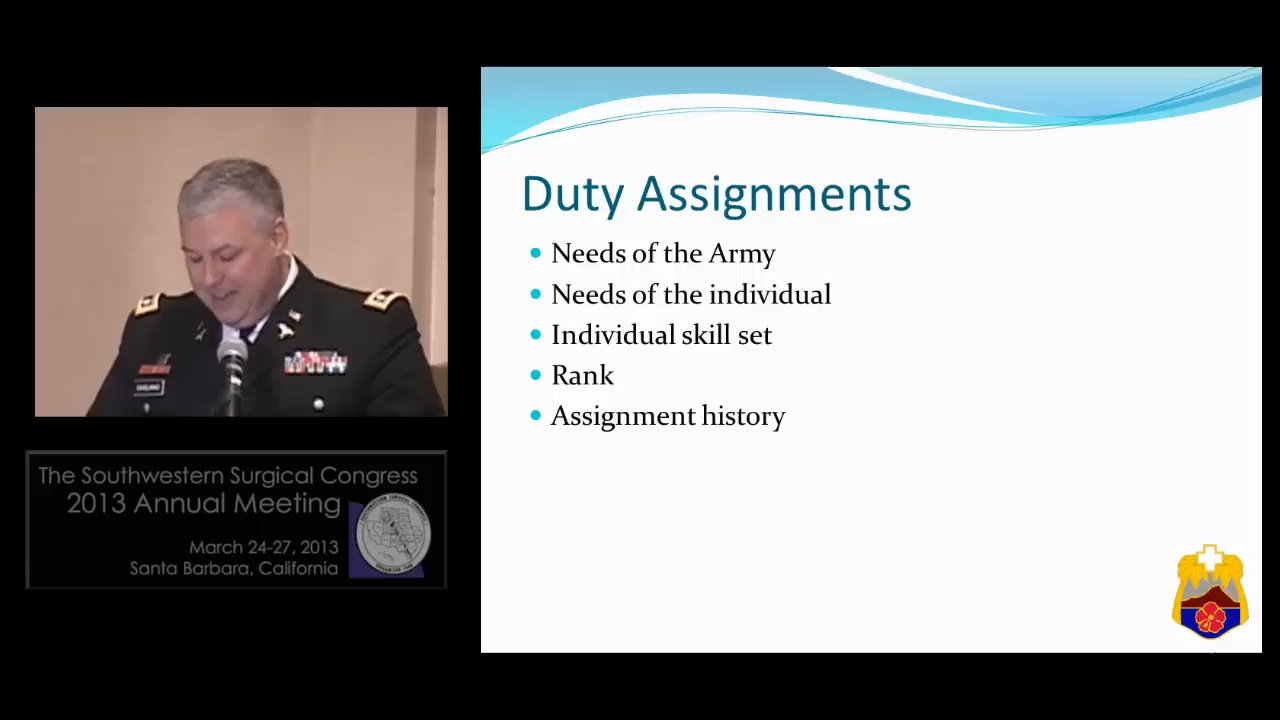 Duty Assignments
Needs of the Army
Needs of the individual
Individual skill set
Rank
Assignment history
The Southwestern Surgical Congress
2013 Annual Meeting
March 24-27, 2013
Santa Barbara, California